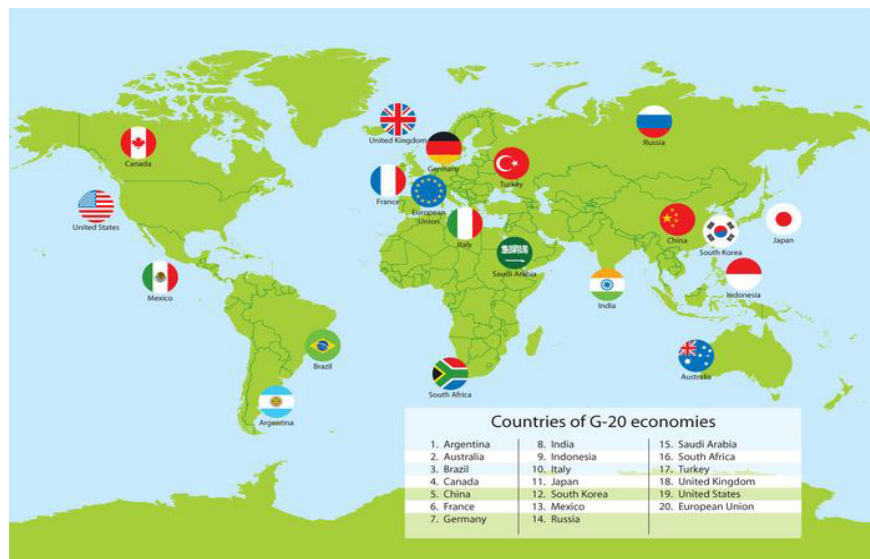 United Kingdom
Canada
Germany
Russia
Turkey
France
European
Union
United States
Italy
China
South Korea
Japan
Saudi Arabia
Mexico
India
Indonesia
Brazil
Australia
South Africa
Argentina
Countries of G-20 economies
1. Argentina
2. Australia
3. Brazil
4. Canada
5. China
6. France
7. Germany
8. India
9. Indonesia
10. Italy
11. Japan
12. South Korea
13. Mexico
14. Russia
15. Saudi Arabia
16. South Africa
17. Turkey
18. United Kingdom
19. United States
20. European Union